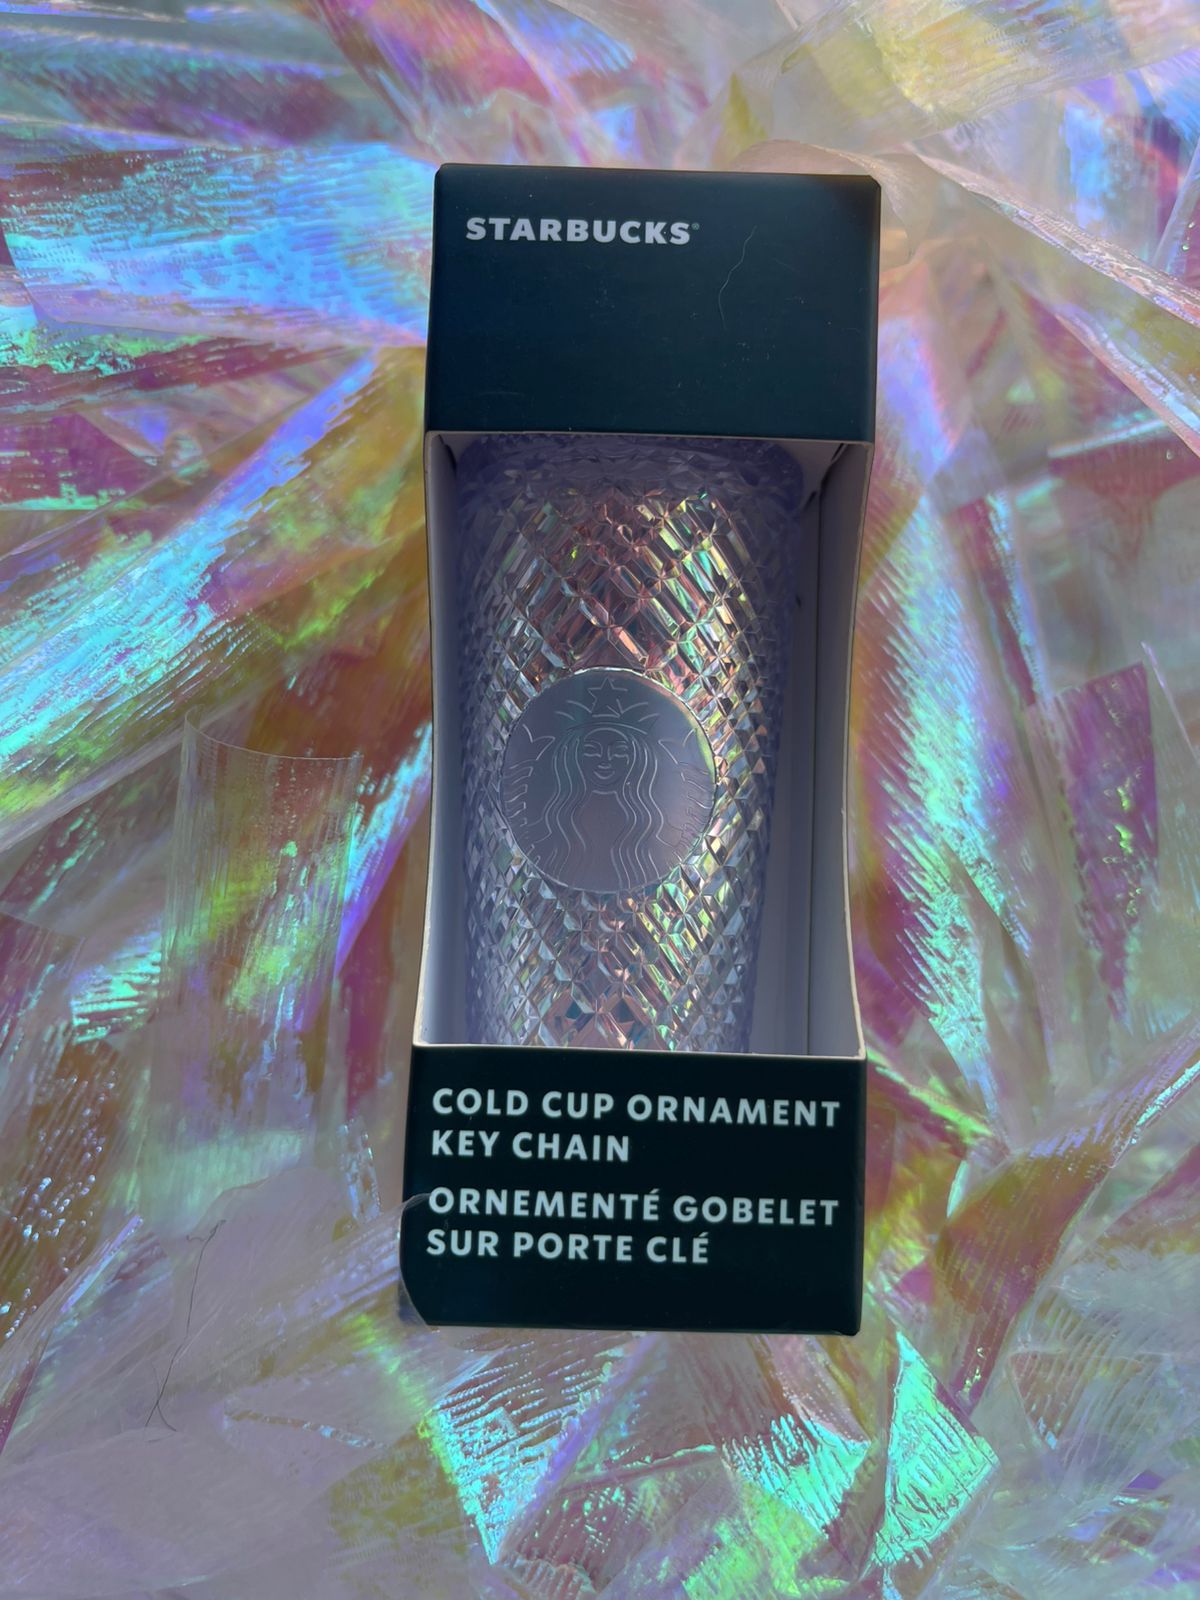 STARBUCKS®
COLD CUP ORNAMENT
KEY CHAIN
ORNEMENTÉ GOBELET
SUR PORTE CLÉ